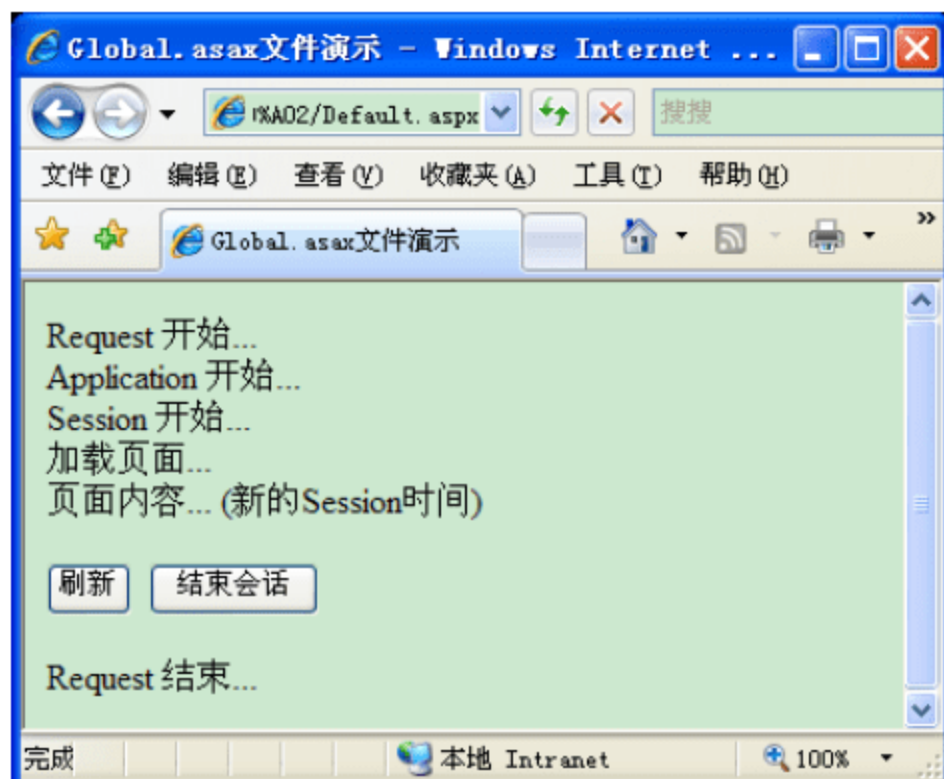 Global.asax文件演示 - Windows Internet ...
%A02/Default.aspx
搜搜
文件(F) 编辑(E) 查看(V) 收藏夹(A) 工具(T) 帮助(H)
Global.asax文件演示
Request 开始...
Application 开始...
Session 开始...
加载页面...
页面内容... (新的Session时间)
刷新 结束会话
Request 结束...
完成 本地 Intranet 100%